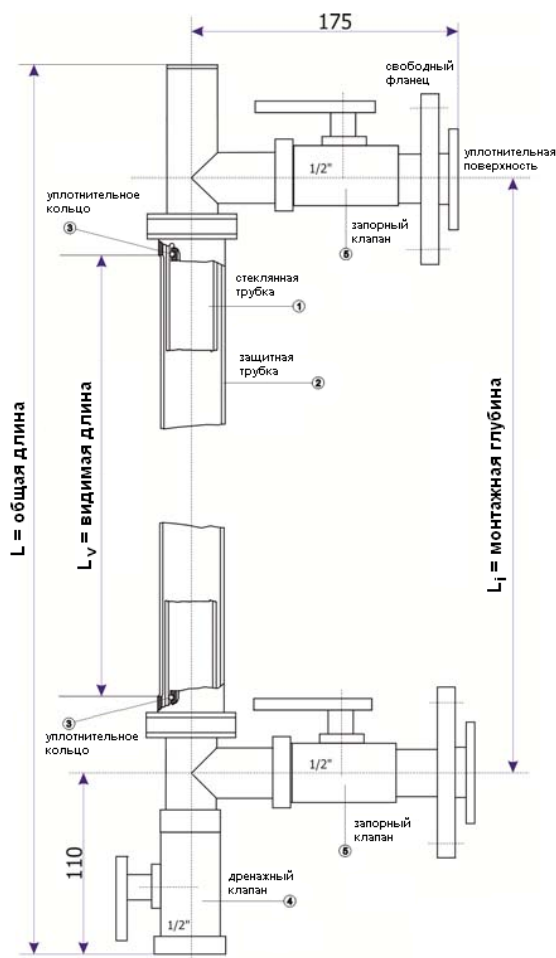 175
свободный
фланец
уплотнительная
поверхность
1/2"
запорный
клапан
5
уплотнительное
кольцо
3
стеклянная
трубка
1
защитная
трубка
2
L = общая длина
Lv = видимая длина
Li = монтажная глубина
3
уплотнительное
кольцо
1/2"
запорный
клапан
5
110
дренажный
клапан
4
1/2"